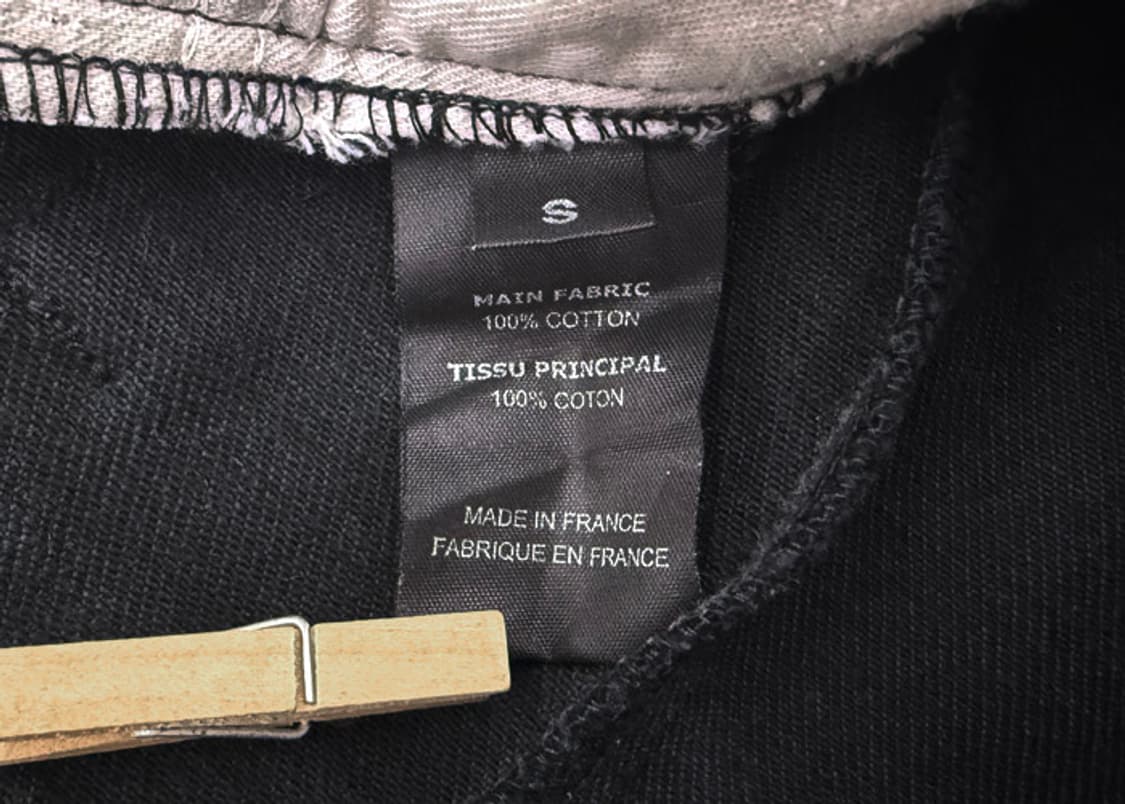 S
MAIN FABRIC
100% COTTON
TISSU PRINCIPAL
100% COTON
MADE IN FRANCE
FABRIQUE EN FRANCE